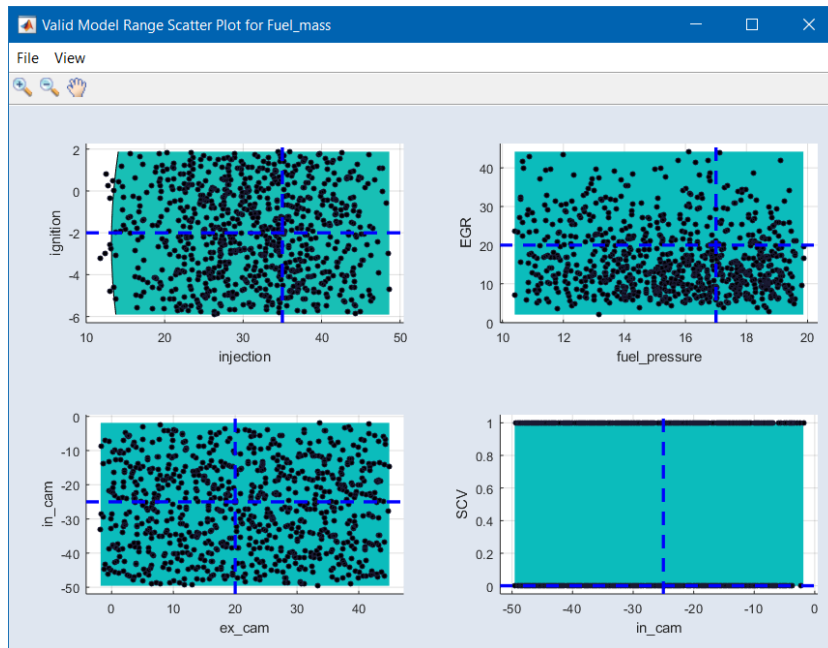 Valid Model Range Scatter Plot for Fuel_mass
File View
2
0
-2
-4
-6
ignition
10 20 30 40 50
injection
40
30
20
10
0
EGR
10 12 14 16 18 20
fuel_pressure
0
-10
-20
-30
-40
-50
in_cam
0 10 20 30 40
ex_cam
1
0.8
0.6
0.4
0.2
0
SCV
-50 -40 -30 -20 -10 0
in_cam